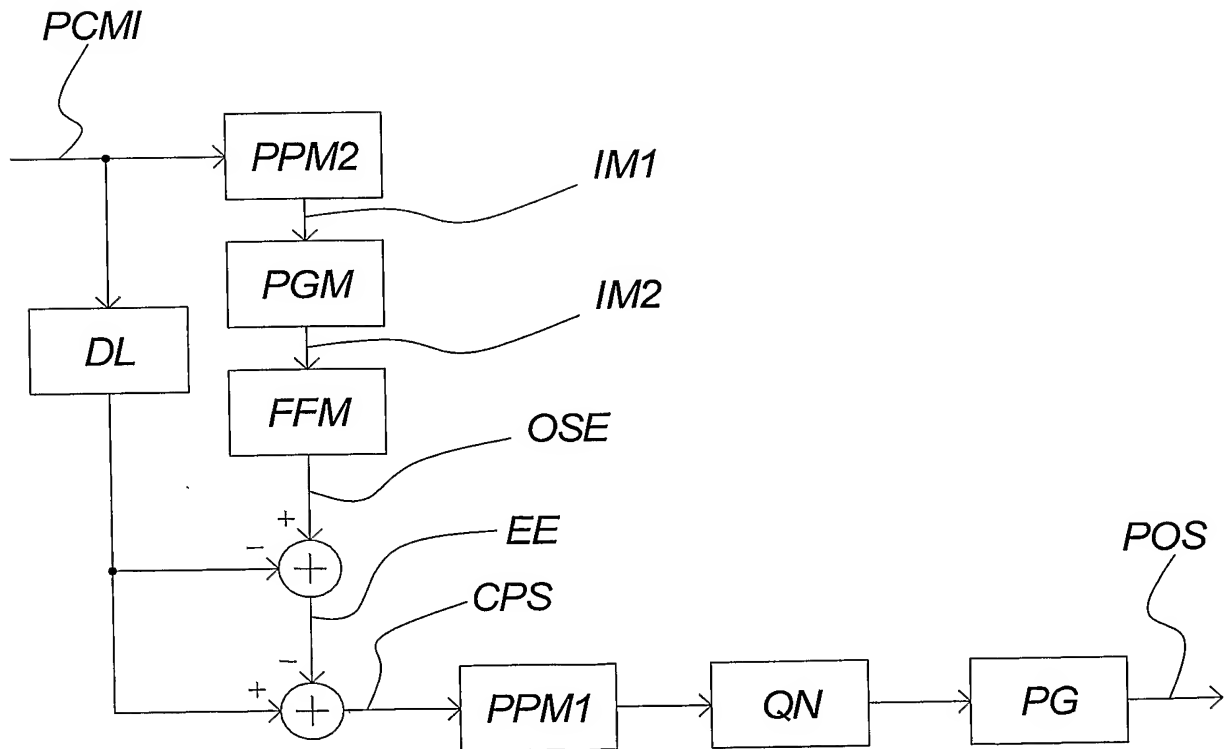 PCMI
PPM2
IM1
PGM
IM2
DL
FFM
OSE
+
−
+
EE
POS
CPS
−
+
+
PPM1
QN
PG